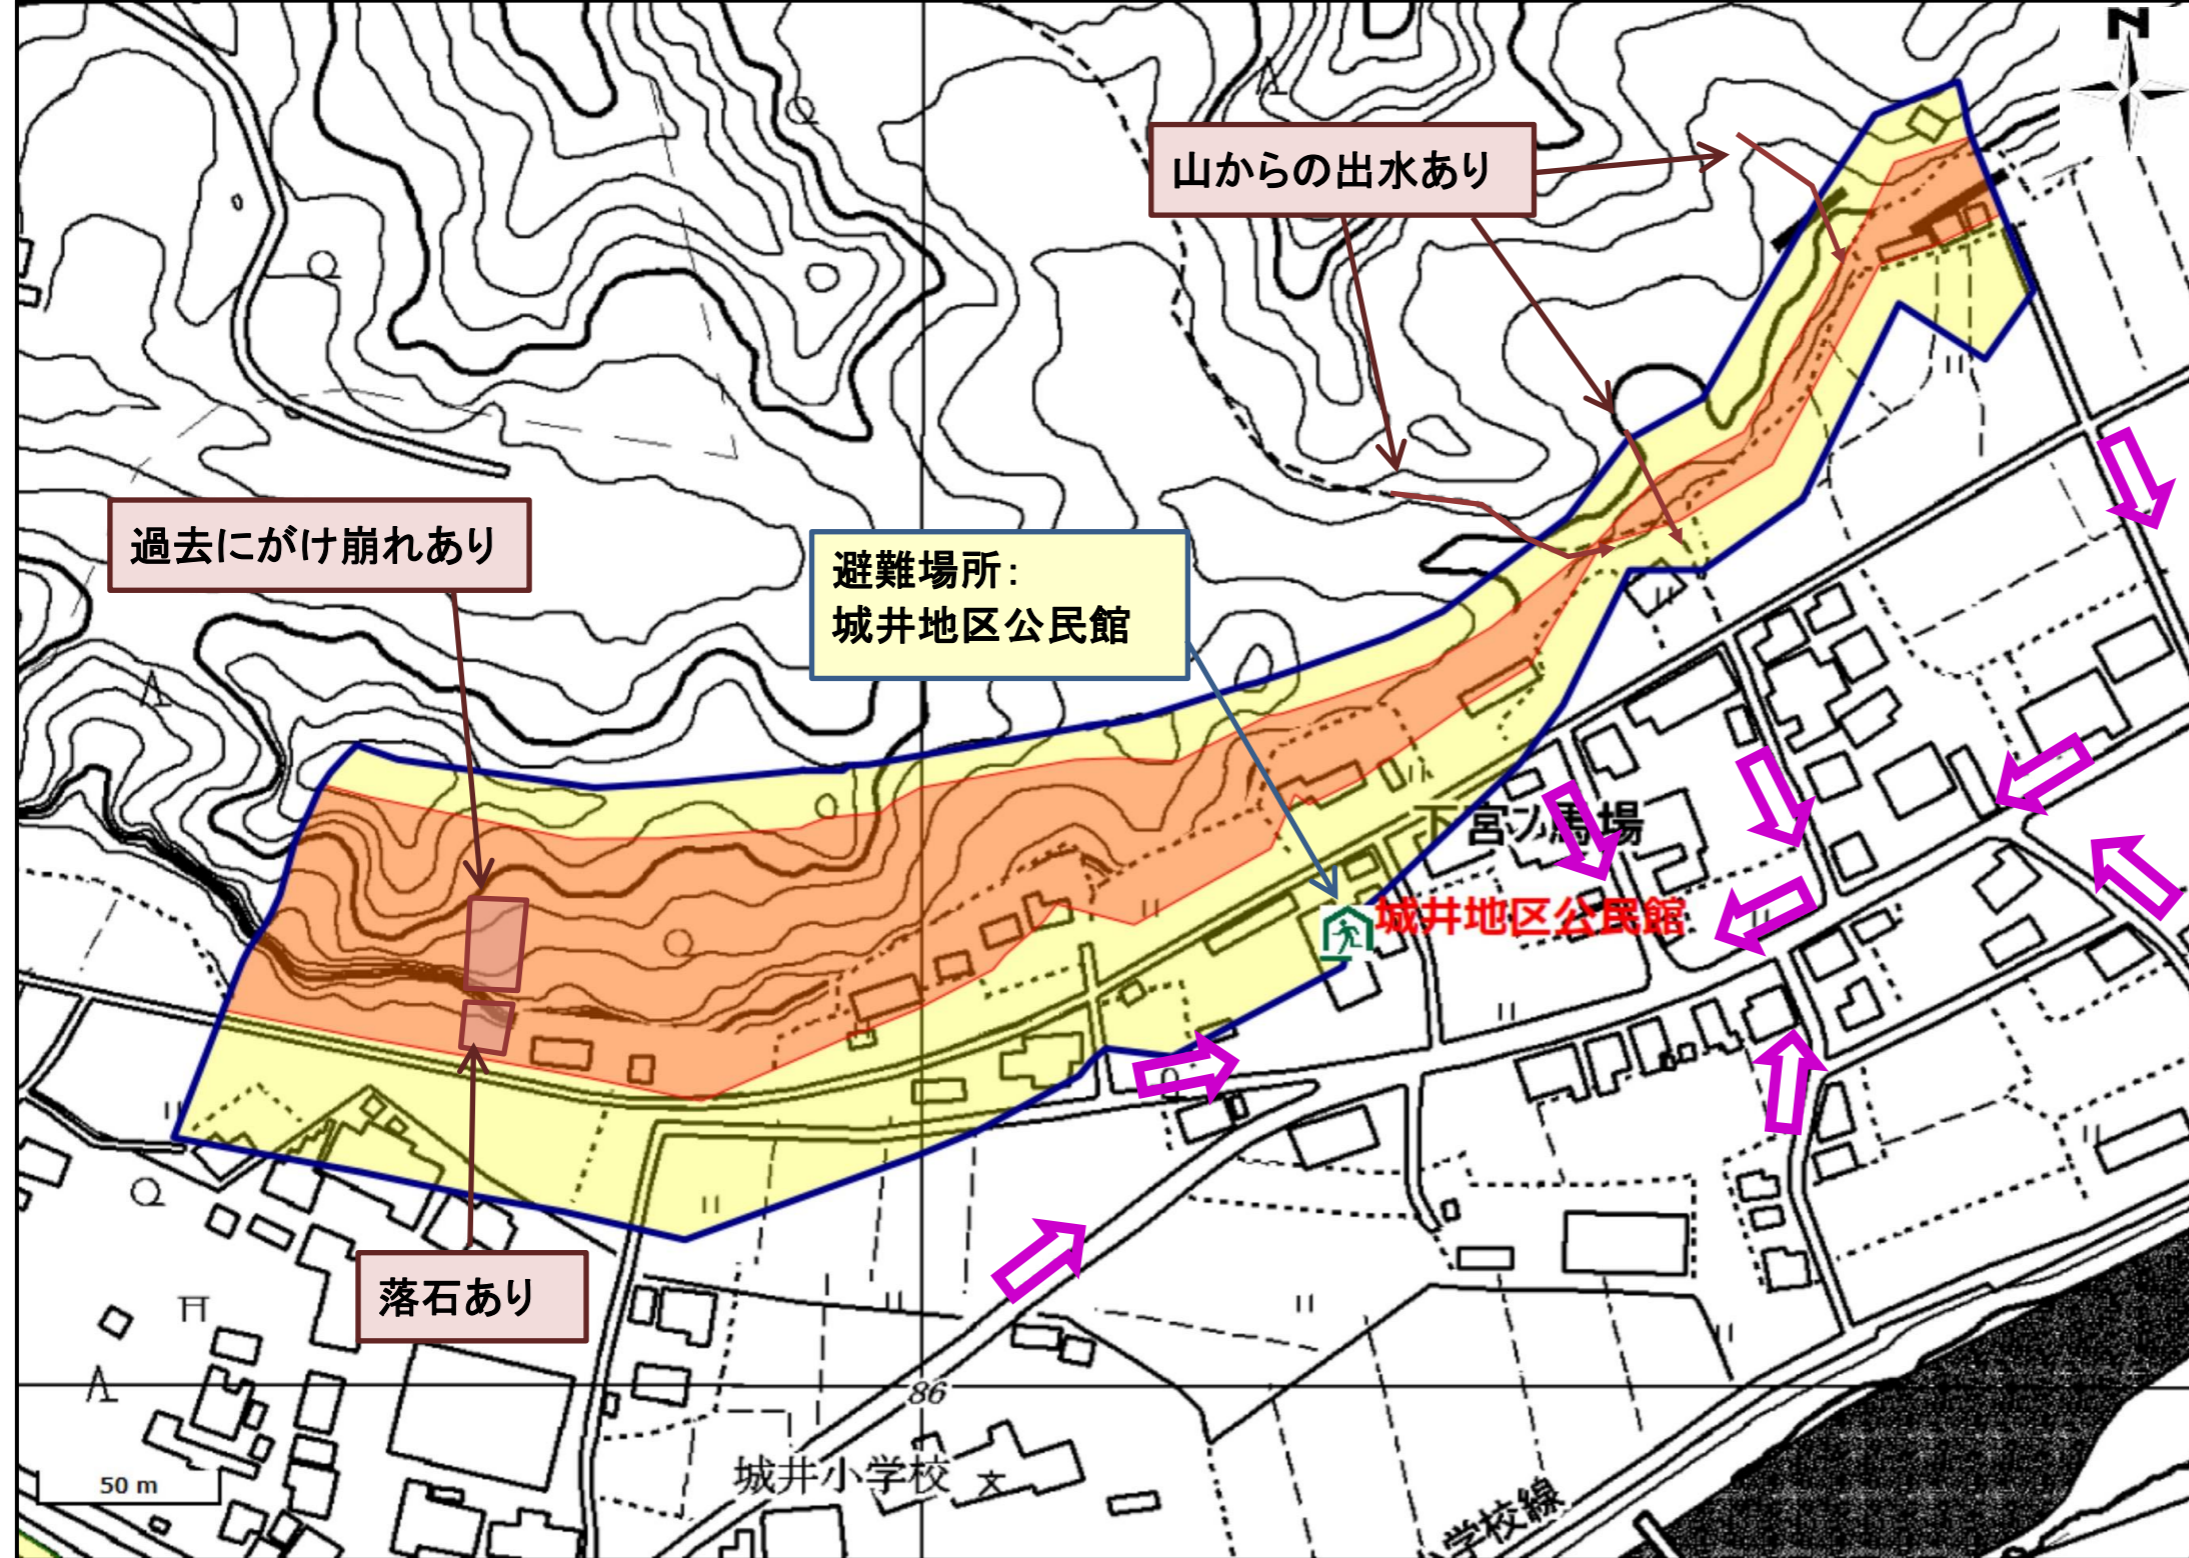 N
山からの出水あり
過去にがけ崩れあり
避難場所：
城井地区公民館
下宮ノ馬場
城井地区公民館
落石あり
86
城井小学校
文
50 m
学校線